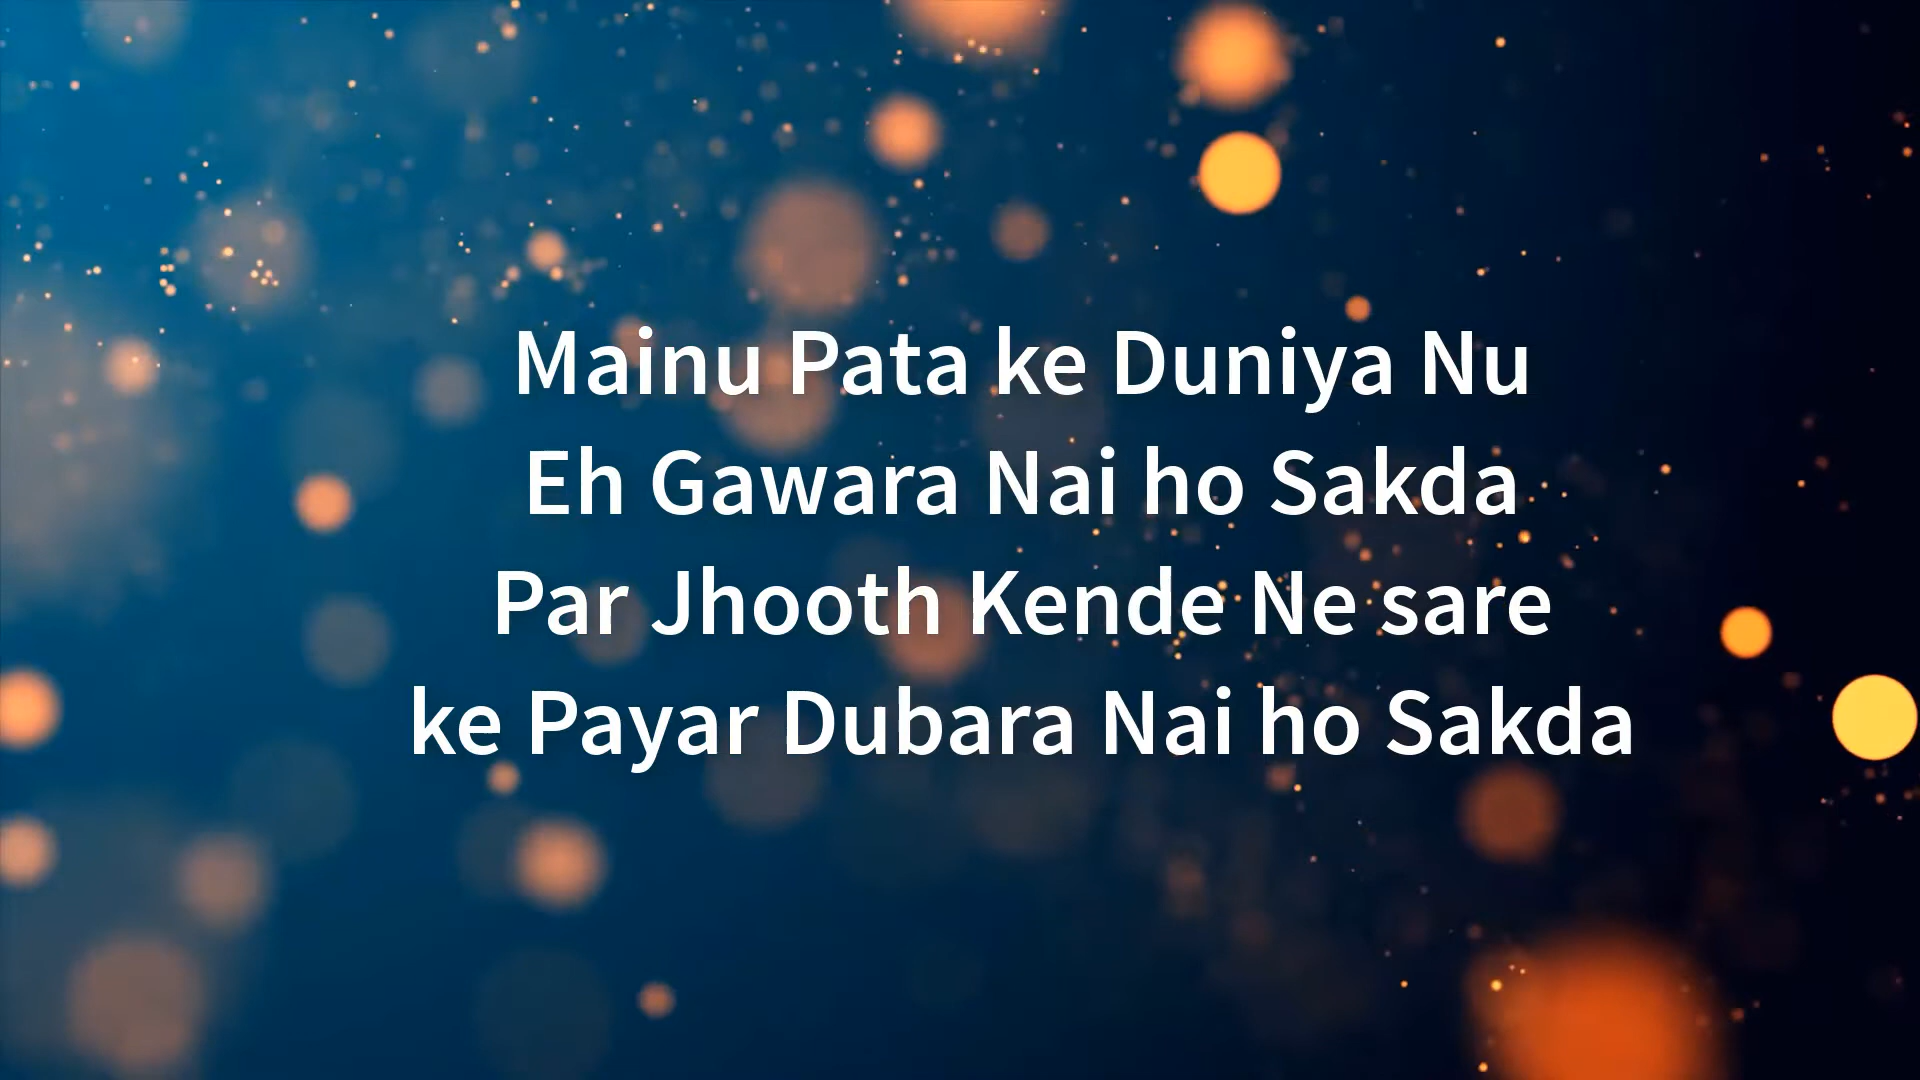 Mainu Pata ke Duniya Nu
Eh Gawara Nai ho Sakda
Par Jhooth Kende Ne sare
ke Payar Dubara Nai ho Sakda